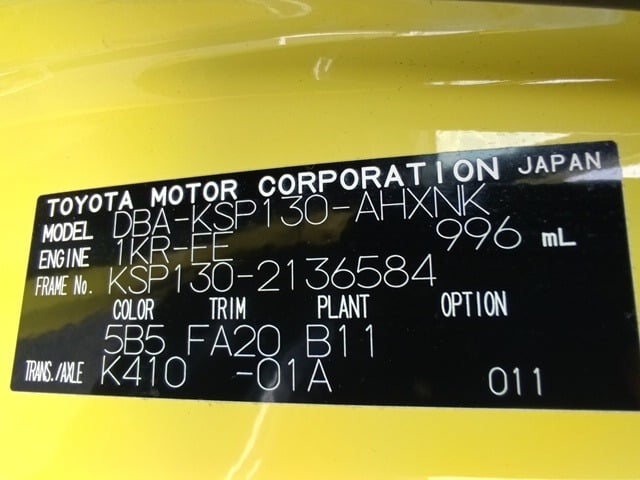 TOYOTA MOTOR CORPORATION JAPAN
MODEL DBA-KSP130-AHXNK
ENGINE 1KR-FE 996 mL
FRAME No. KSP130-2136584
COLOR TRIM PLANT OPTION
5B5 FA20 B11
TRANS./AXLE K410 -01A 011